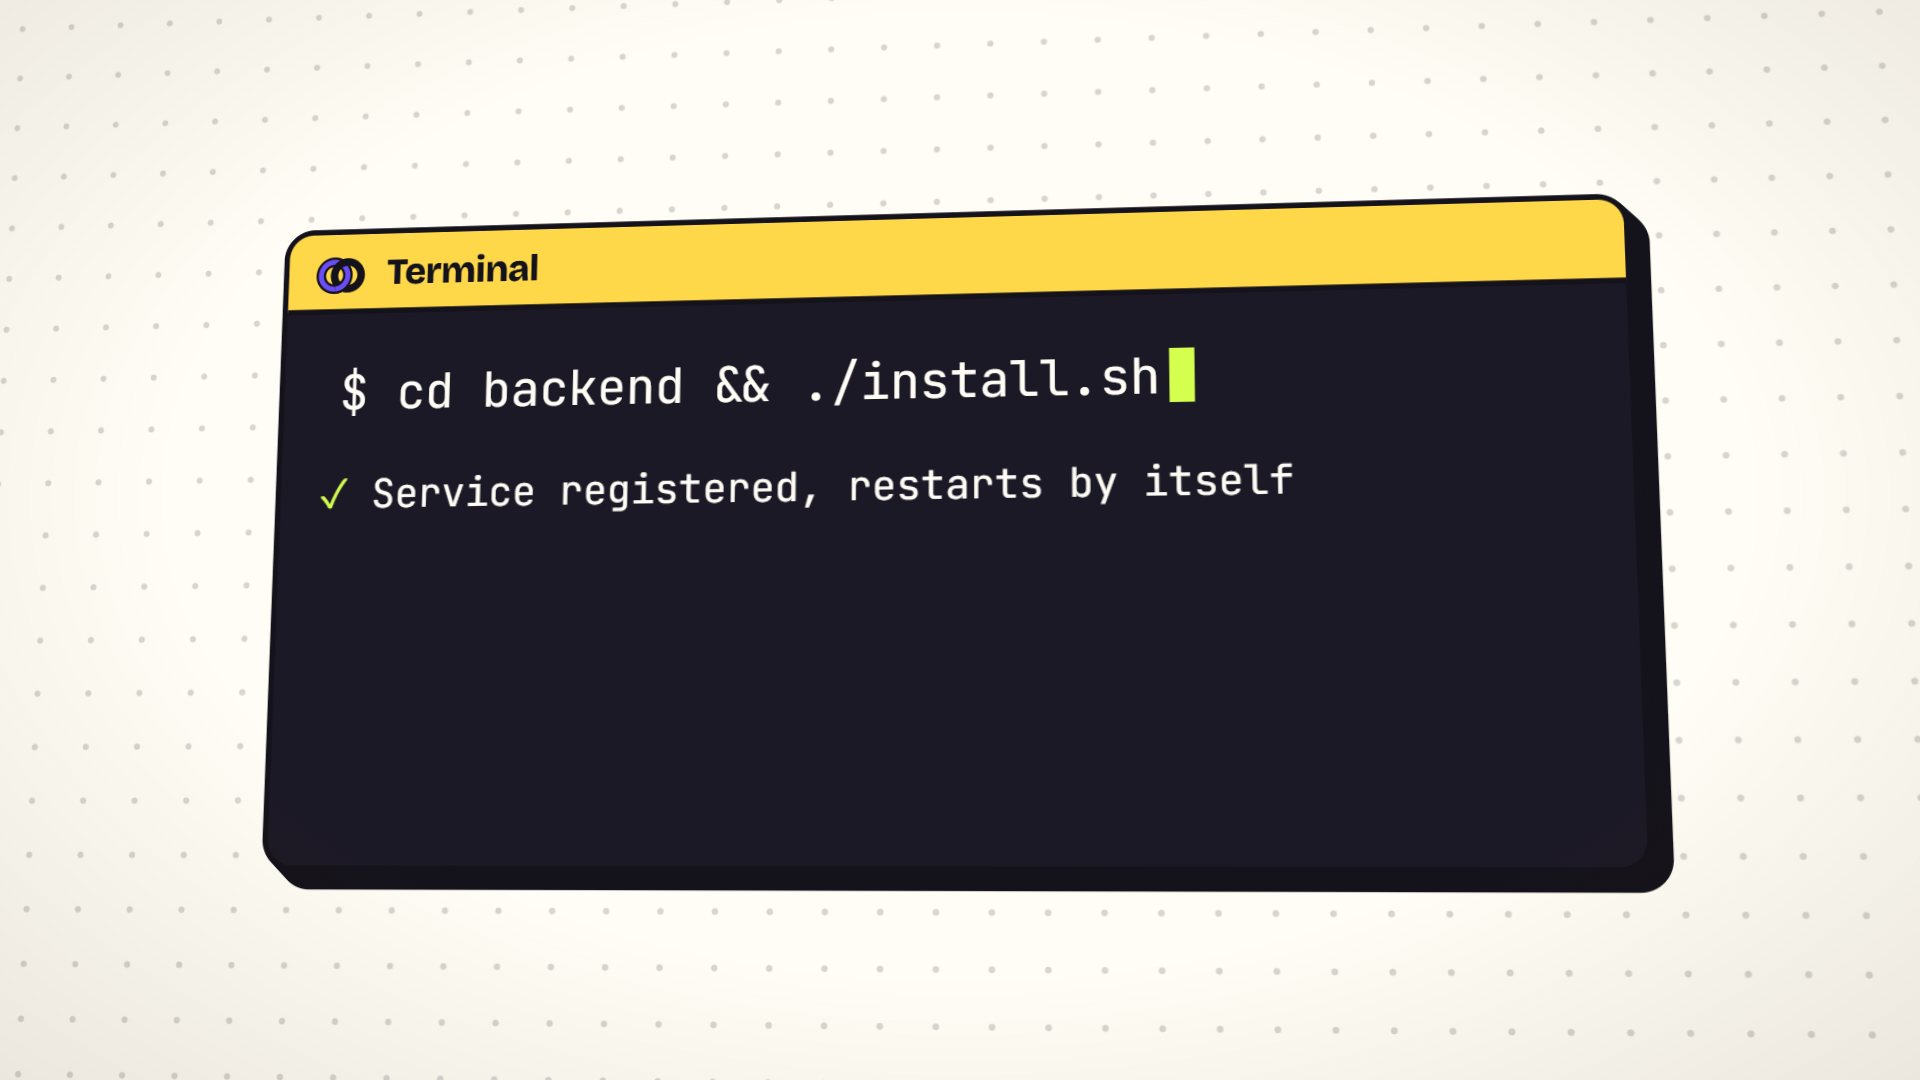 Terminal
$ cd backend && ./install.sh
✓ Service registered, restarts by itself